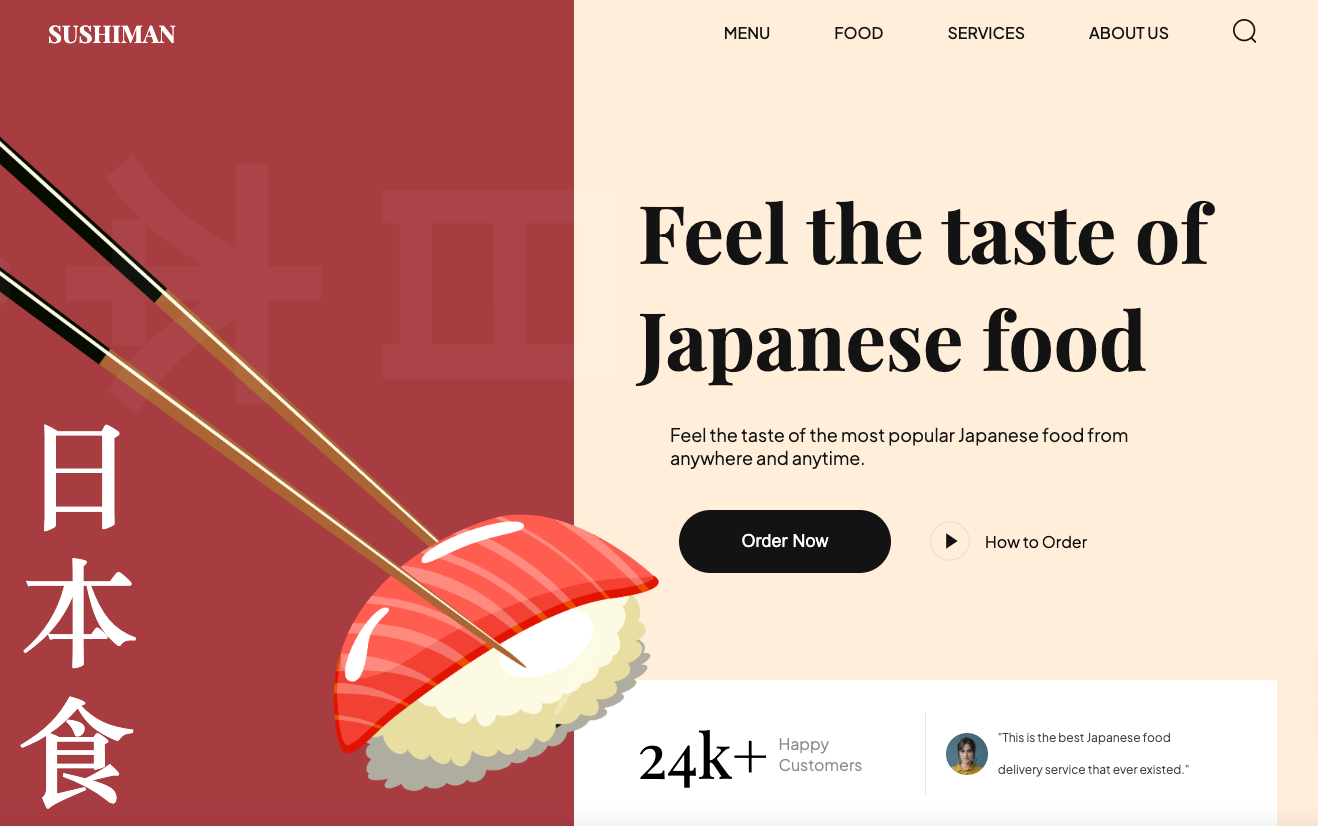 SUSHIMAN
MENU
FOOD
SERVICES
ABOUT US
日
本
食
日本
Feel the taste of
Japanese food
Feel the taste of the most popular Japanese food from
anywhere and anytime.
Order Now
How to Order
24k+
Happy
Customers
"This is the best Japanese food
delivery service that ever existed."